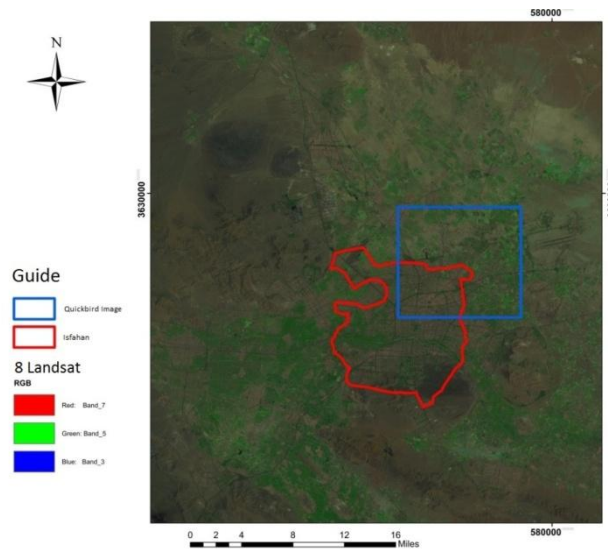 580000
N
3630000
Guide
Quickbird Image
Isfahan
8 Landsat
RGB
Red: Band_7
Green: Band_5
Blue: Band_3
0 2 4 8 12 16
Miles
580000